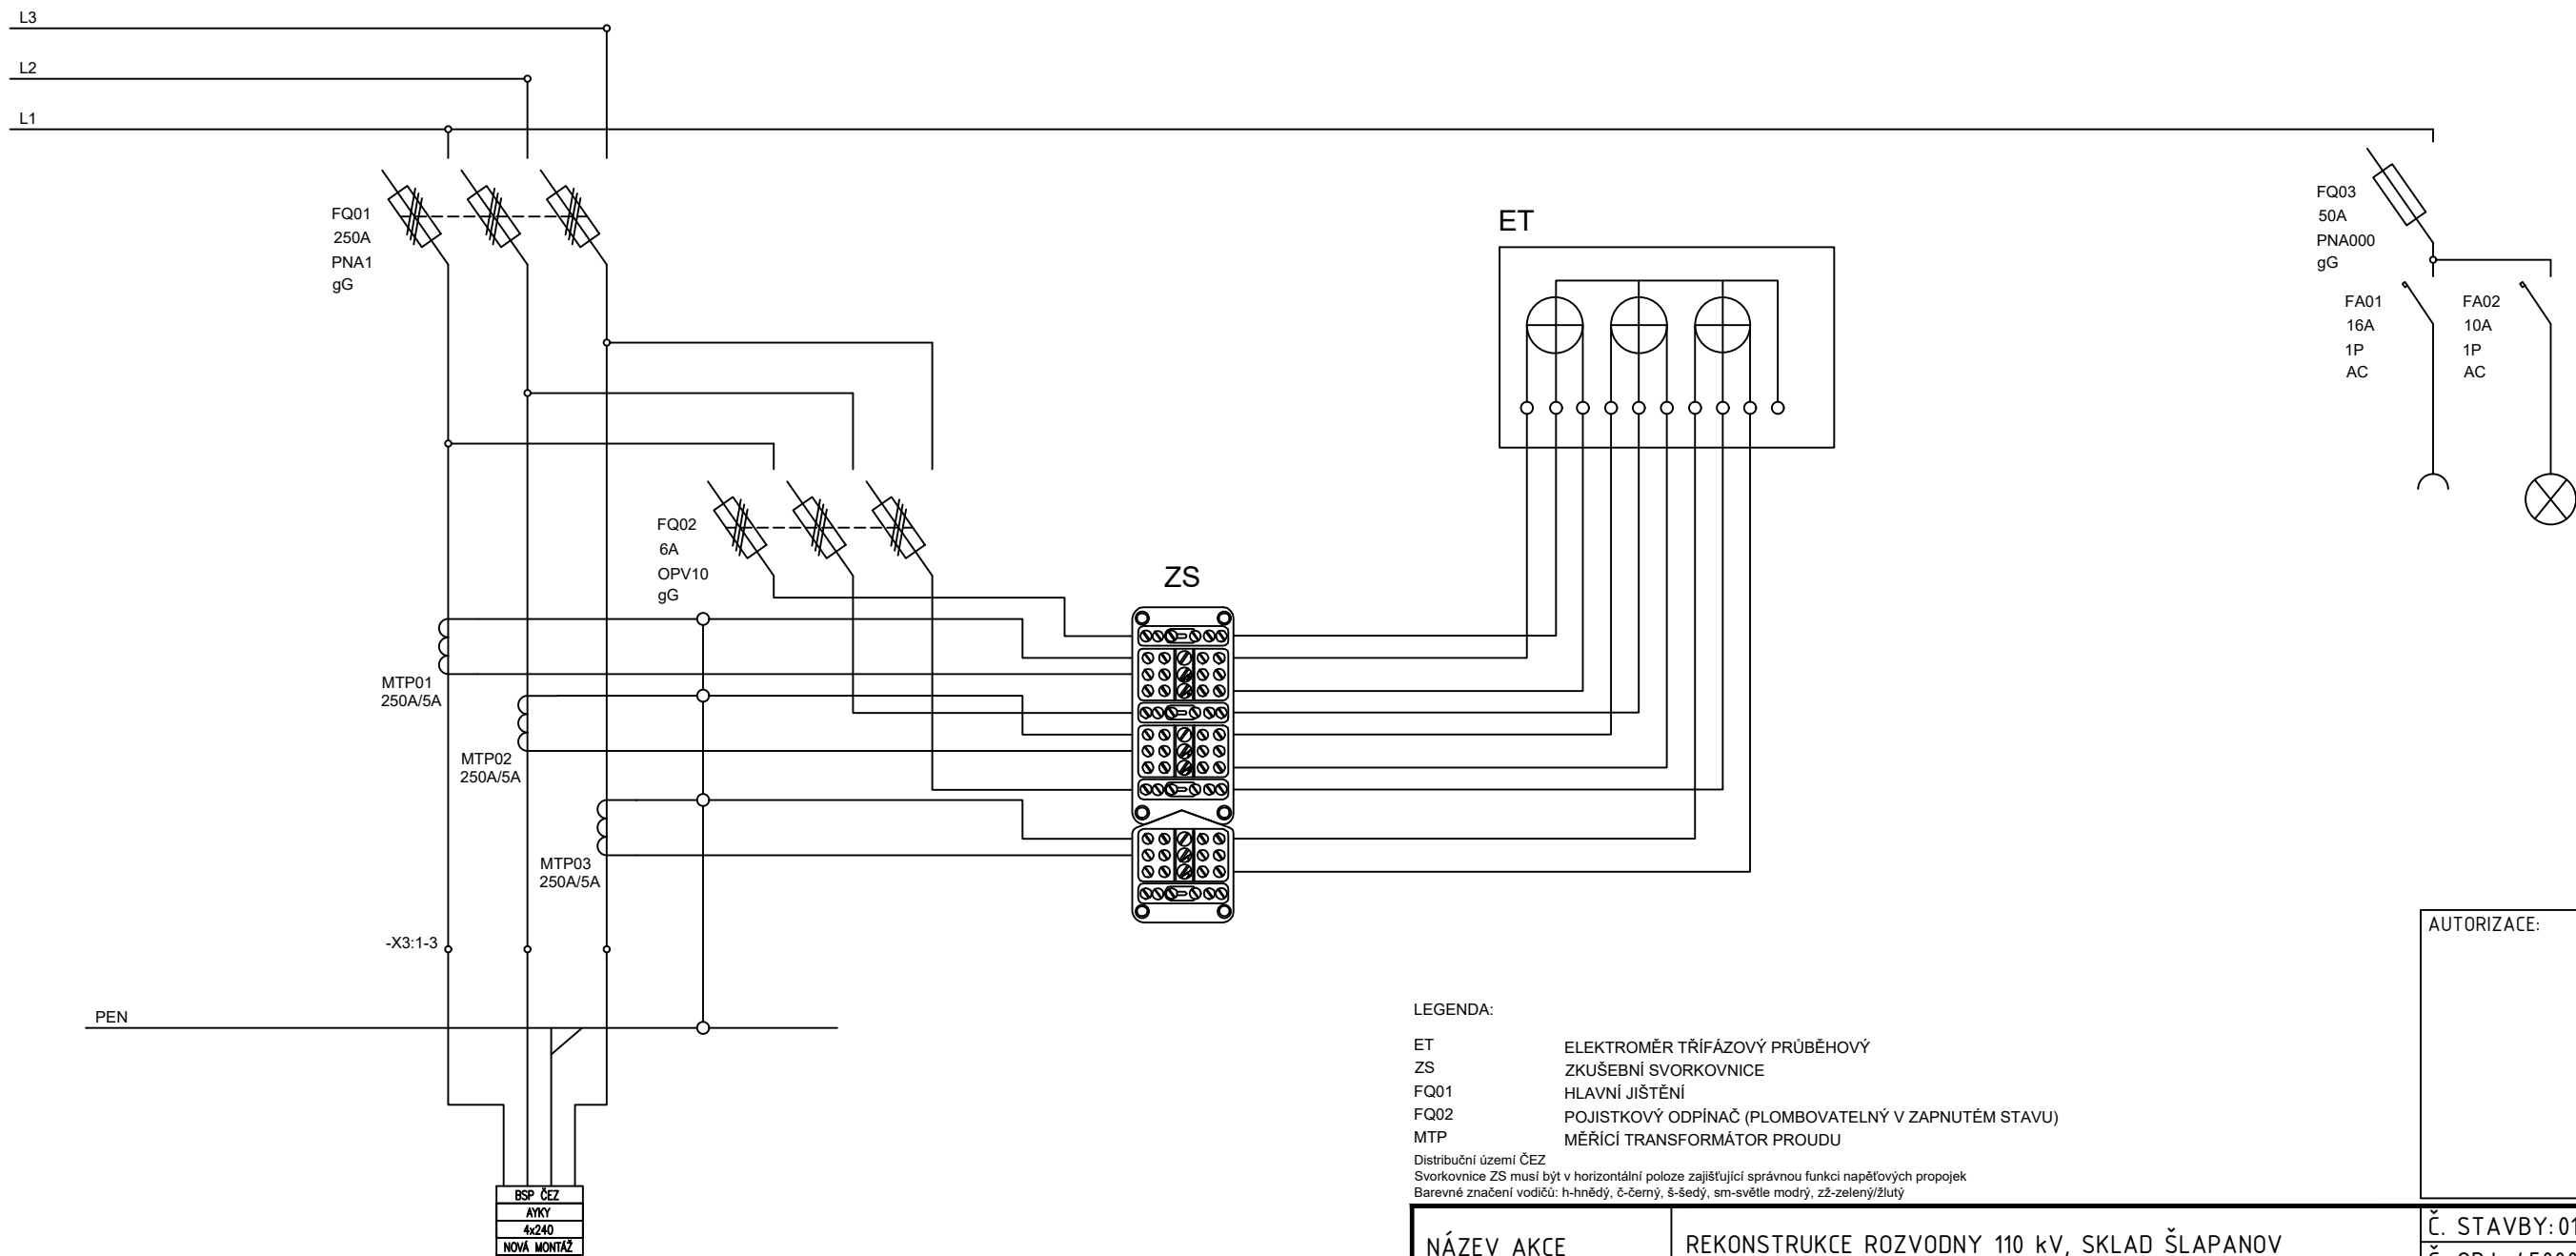 L3
L2
L1
FQ01
250A
PNA1
gG
ET
FQ03
50A
PNA000
gG
FA01
16A
1P
AC
FA02
10A
1P
AC
FQ02
6A
OPV10
gG
ZS
MTP01
250A/5A
MTP02
250A/5A
MTP03
250A/5A
-X3:1-3
PEN
BSP ČEZ
AYKY
4x240
NOVÁ MONTÁŽ
AUTORIZACE:
LEGENDA:
ET ELEKTROMĚR TŘÍFÁZOVÝ PRŮBĚHOVÝ
ZS ZKUŠEBNÍ SVORKOVNICE
FQ01 HLAVNÍ JIŠTĚNÍ
FQ02 POJISTKOVÝ ODPÍNAČ (PLOMBOVATELNÝ V ZAPNUTÉM STAVU)
MTP MĚŘÍCÍ TRANSFORMÁTOR PROUDU
Distribuční území ČEZ
Svorkovnice ZS musí být v horizontální poloze zajišťující správnou funkci napěťových propojek
Barevné značení vodičů: h-hnědý, č-černý, š-šedý, sm-světle modrý, zž-zelený/žlutý
NÁZEV AKCE
REKONSTRUKCE ROZVODNY 110 kV, SKLAD ŠLAPANOV
Č. STAVBY: 01